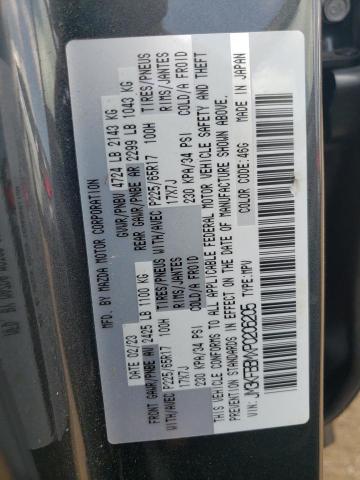 MFD. BY MAZDA MOTOR CORPORATION
DATE: 02/23 GVWR/PNBV 4724 LB 2143 KG
FRONT GAWR/PNBE AV 2425 LB 1100 KG REAR GAWR/PNBE AR 2299 LB 1043 KG
WITH/AVEC P225/65R17 100H TIRES/PNEUS WITH/AVEC P225/65R17 100H TIRES/PNEUS
17X7J RIMS/JANTES 17X7J RIMS/JANTES
230 KPA/34 PSI COLD/A FROID 230 KPA/34 PSI COLD/A FROID
THIS VEHICLE CONFORMS TO ALL APPLICABLE FEDERAL MOTOR VEHICLE SAFETY AND THEFT
PREVENTION STANDARDS IN EFFECT ON THE DATE OF MANUFACTURE SHOWN ABOVE.
COLOR CODE:46G MADE IN JAPAN
TYPE:MPV